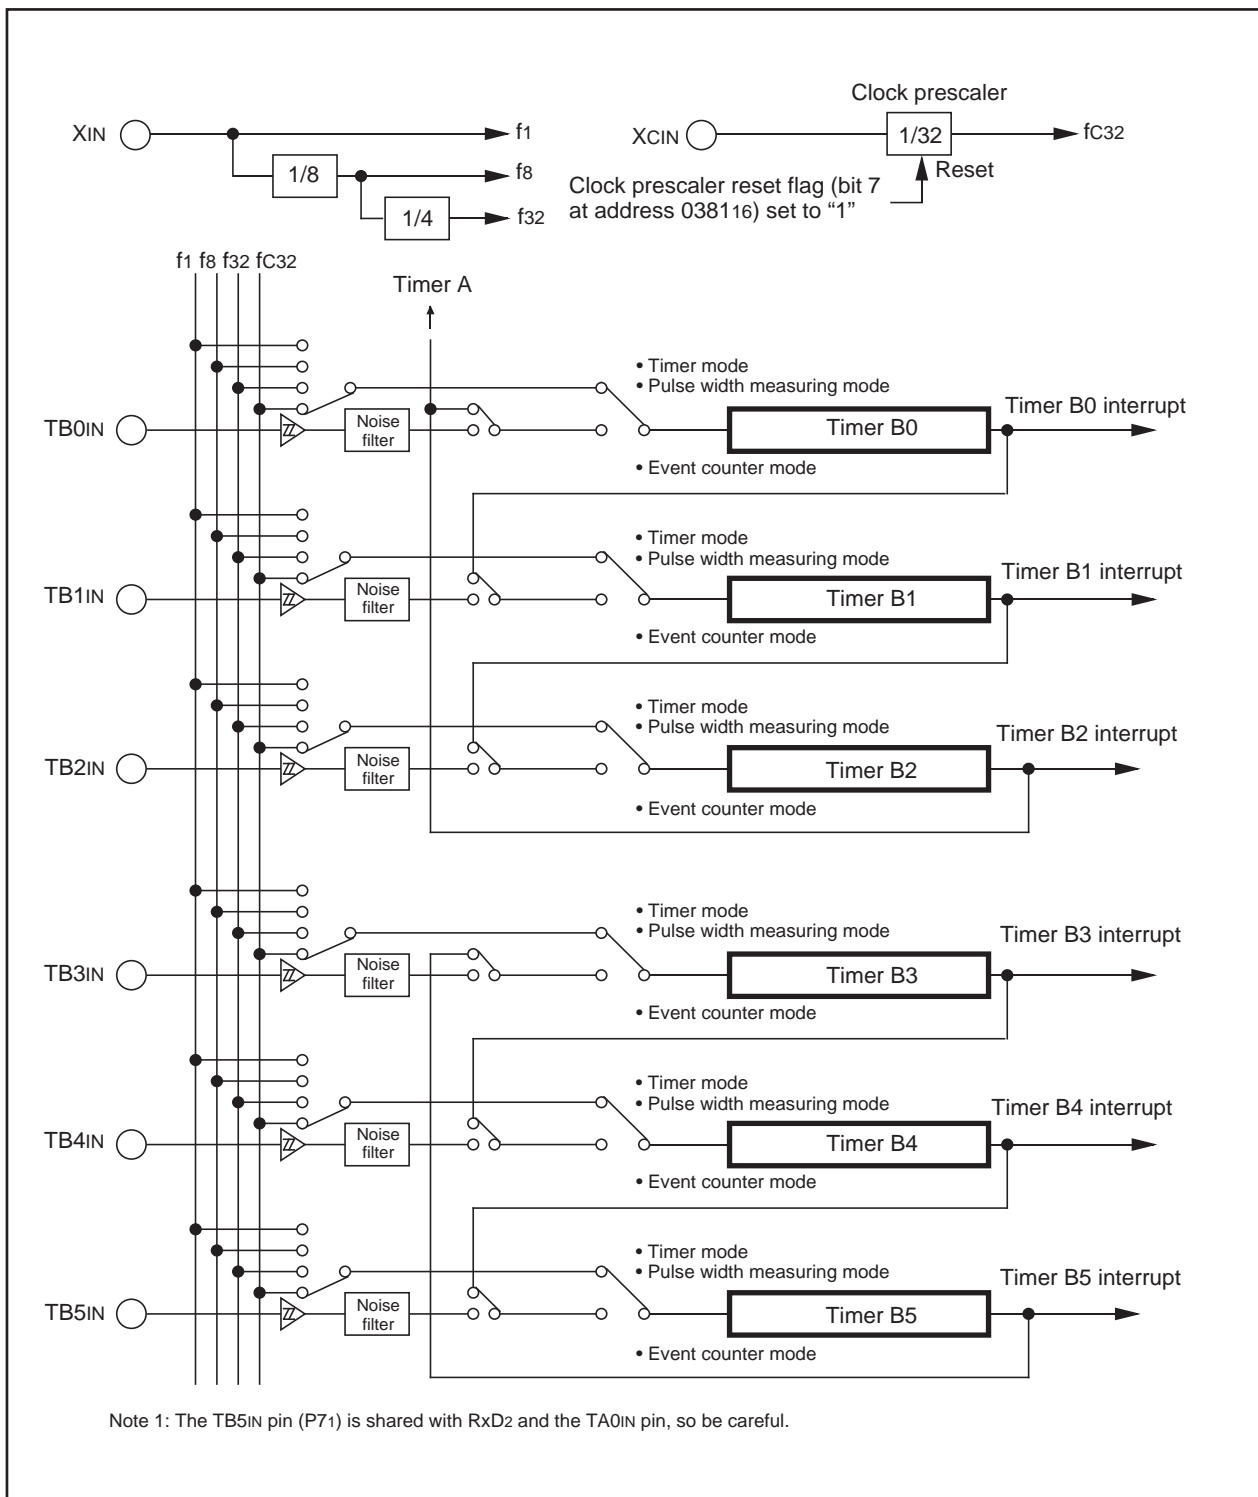 Clock prescaler
XIN f1 XCIN 1/32 fC32
1/8 f8 Reset
Clock prescaler reset flag (bit 7
at address 038116) set to “1”
1/4 f32
f1 f8 f32 fC32
Timer A
• Timer mode
• Pulse width measuring mode
TB0IN Noise filter Timer B0 Timer B0 interrupt
• Event counter mode
• Timer mode
• Pulse width measuring mode
TB1IN Noise filter Timer B1 Timer B1 interrupt
• Event counter mode
• Timer mode
• Pulse width measuring mode
TB2IN Noise filter Timer B2 Timer B2 interrupt
• Event counter mode
• Timer mode
• Pulse width measuring mode
TB3IN Noise filter Timer B3 Timer B3 interrupt
• Event counter mode
• Timer mode
• Pulse width measuring mode
TB4IN Noise filter Timer B4 Timer B4 interrupt
• Event counter mode
• Timer mode
• Pulse width measuring mode
TB5IN Noise filter Timer B5 Timer B5 interrupt
• Event counter mode
Note 1: The TB5IN pin (P71) is shared with RxD2 and the TA0IN pin, so be careful.